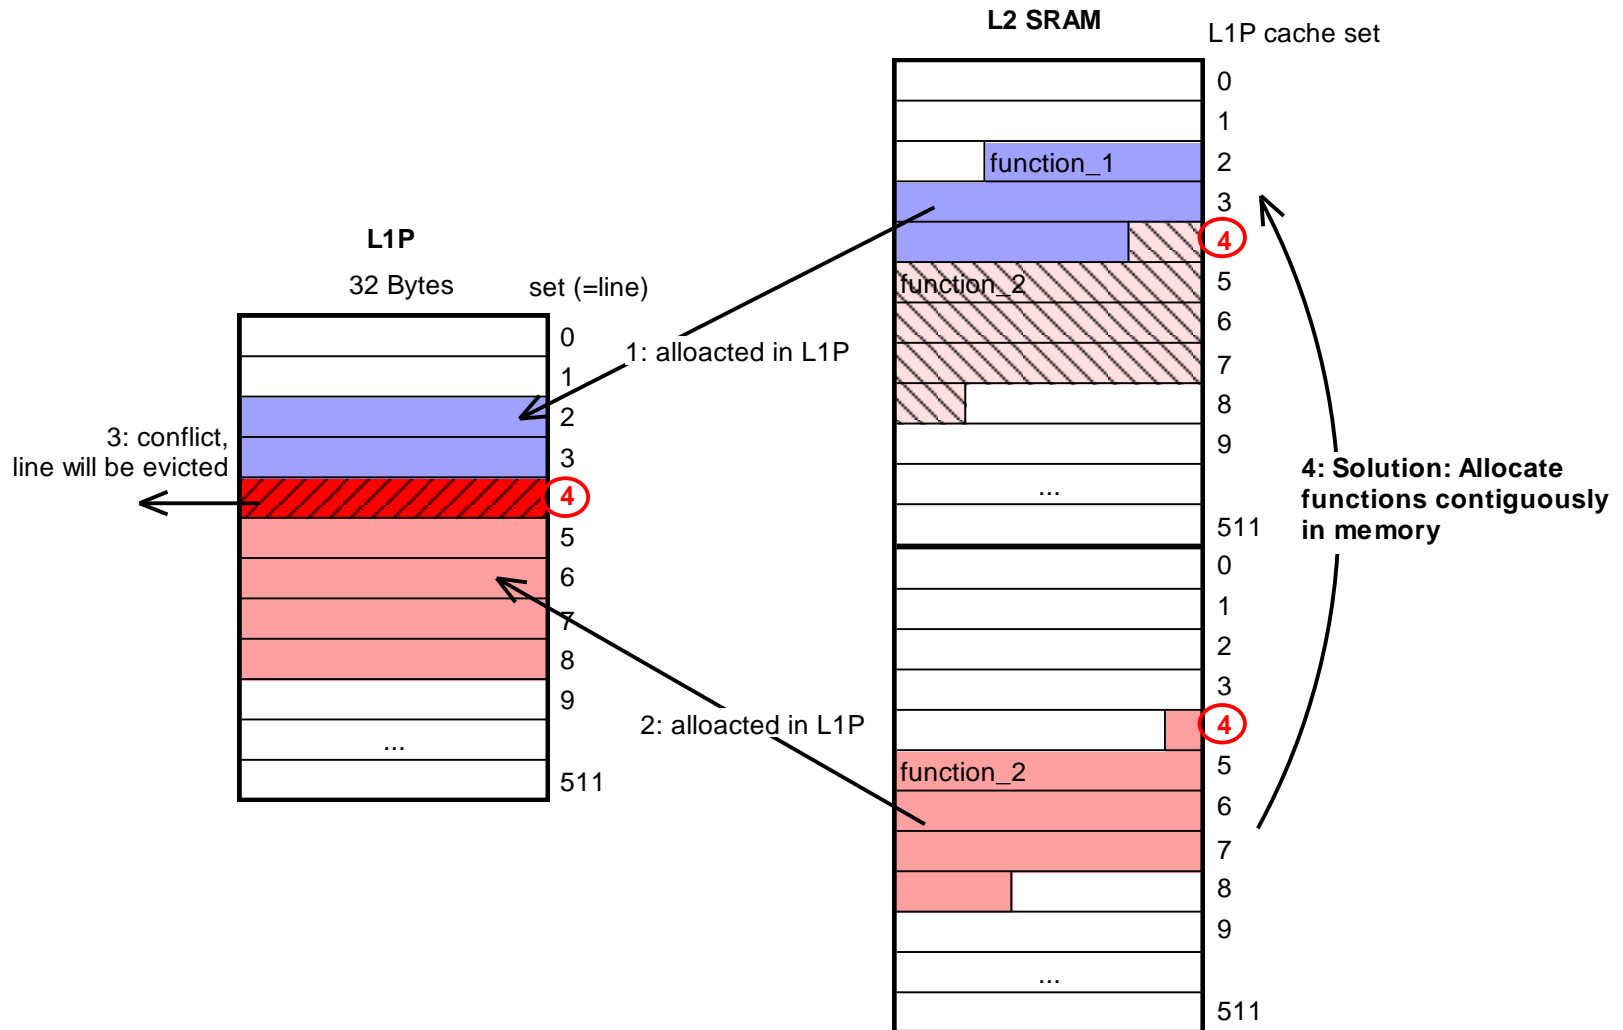 L2 SRAM
L1P cache set
0
1
function_1
2
3
4
function_2
5
6
7
8
9
...
511
0
1
2
3
4
function_2
5
6
7
8
9
...
511
L1P
32 Bytes
set (=line)
0
1
2
3
4
5
6
7
8
9
...
511
1: alloacted in L1P
2: alloacted in L1P
3: conflict,
line will be evicted
4: Solution: Allocate
functions contiguously
in memory